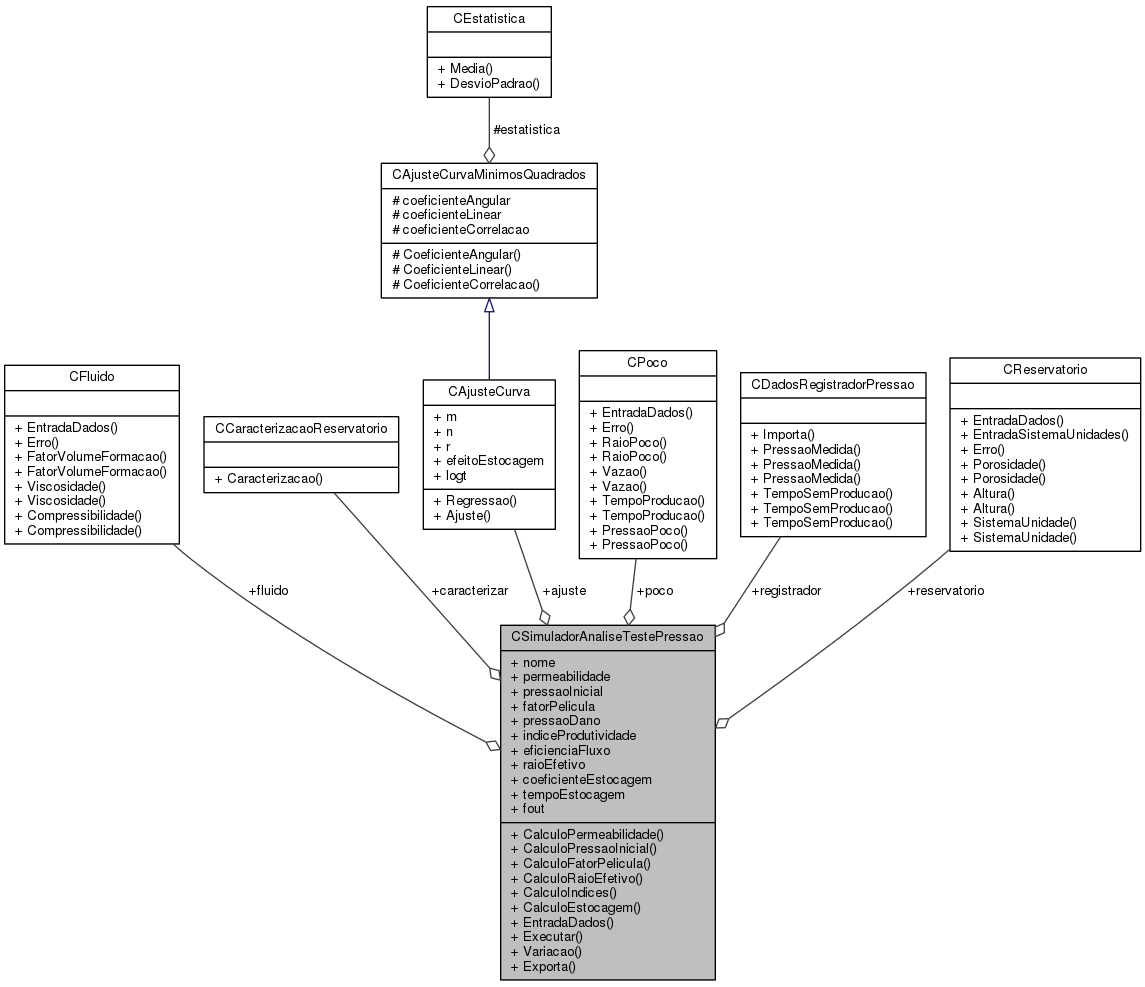 CEstatistica
+ Media()
+ DesvioPadrao()
#estatistica
CAjusteCurvaMinimosQuadrados
# coeficienteAngular
# coeficienteLinear
# coeficienteCorrelacao
# CoeficienteAngular()
# CoeficienteLinear()
# CoeficienteCorrelacao()
CFluido
+ EntradaDados()
+ Erro()
+ FatorVolumeFormacao()
+ FatorVolumeFormacao()
+ Viscosidade()
+ Viscosidade()
+ Compressibilidade()
+ Compressibilidade()
CCaracterizacaoReservatorio
+ Caracterizacao()
CAjusteCurva
+ m
+ n
+ r
+ efeitoEstocagem
+ logt
+ Regressao()
+ Ajuste()
CPoco
+ EntradaDados()
+ Erro()
+ RaioPoco()
+ RaioPoco()
+ Vazao()
+ Vazao()
+ TempoProducao()
+ TempoProducao()
+ PressaoPoco()
+ PressaoPoco()
CDadosRegistradorPressao
+ Importa()
+ PressaoMedida()
+ PressaoMedida()
+ PressaoMedida()
+ TempoSemProducao()
+ TempoSemProducao()
+ TempoSemProducao()
CReservatorio
+ EntradaDados()
+ EntradaSistemaUnidades()
+ Erro()
+ Porosidade()
+ Porosidade()
+ Altura()
+ Altura()
+ SistemaUnidade()
+ SistemaUnidade()
+fluido
+caracterizar
+ajuste
+poco
+registrador
+reservatorio
CSimuladorAnaliseTestePressao
+ nome
+ permeabilidade
+ pressaoInicial
+ fatorPelicula
+ pressaoDano
+ indiceProdutividade
+ eficienciaFluxo
+ raioEfetivo
+ coeficienteEstocagem
+ tempoEstocagem
+ fout
+ CalculoPermeabilidade()
+ CalculoPressaoInicial()
+ CalculoFatorPelicula()
+ CalculoRaioEfetivo()
+ CalculoIndices()
+ CalculoEstocagem()
+ EntradaDados()
+ Executar()
+ Variacao()
+ Exporta()